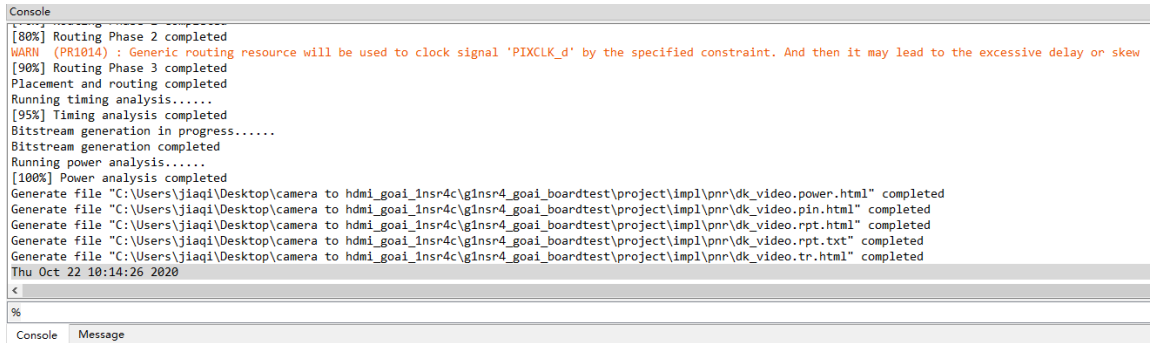 Console
[80%] Routing Phase 2 completed
WARN  (PR1014) : Generic routing resource will be used to clock signal 'PIXCLK_d' by the specified constraint. And then it may lead to the excessive delay or skew
[90%] Routing Phase 3 completed
Placement and routing completed
Running timing analysis......
[95%] Timing analysis completed
Bitstream generation in progress......
Bitstream generation completed
Running power analysis......
[100%] Power analysis completed
Generate file "C:\Users\jiaqi\Desktop\camera to hdmi_goai_1nsr4c\g1nsr4_goai_boardtest\project\impl\pnr\dk_video.power.html" completed
Generate file "C:\Users\jiaqi\Desktop\camera to hdmi_goai_1nsr4c\g1nsr4_goai_boardtest\project\impl\pnr\dk_video.pin.html" completed
Generate file "C:\Users\jiaqi\Desktop\camera to hdmi_goai_1nsr4c\g1nsr4_goai_boardtest\project\impl\pnr\dk_video.rpt.html" completed
Generate file "C:\Users\jiaqi\Desktop\camera to hdmi_goai_1nsr4c\g1nsr4_goai_boardtest\project\impl\pnr\dk_video.rpt.txt" completed
Generate file "C:\Users\jiaqi\Desktop\camera to hdmi_goai_1nsr4c\g1nsr4_goai_boardtest\project\impl\pnr\dk_video.tr.html" completed
Thu Oct 22 10:14:26 2020
%
Console Message